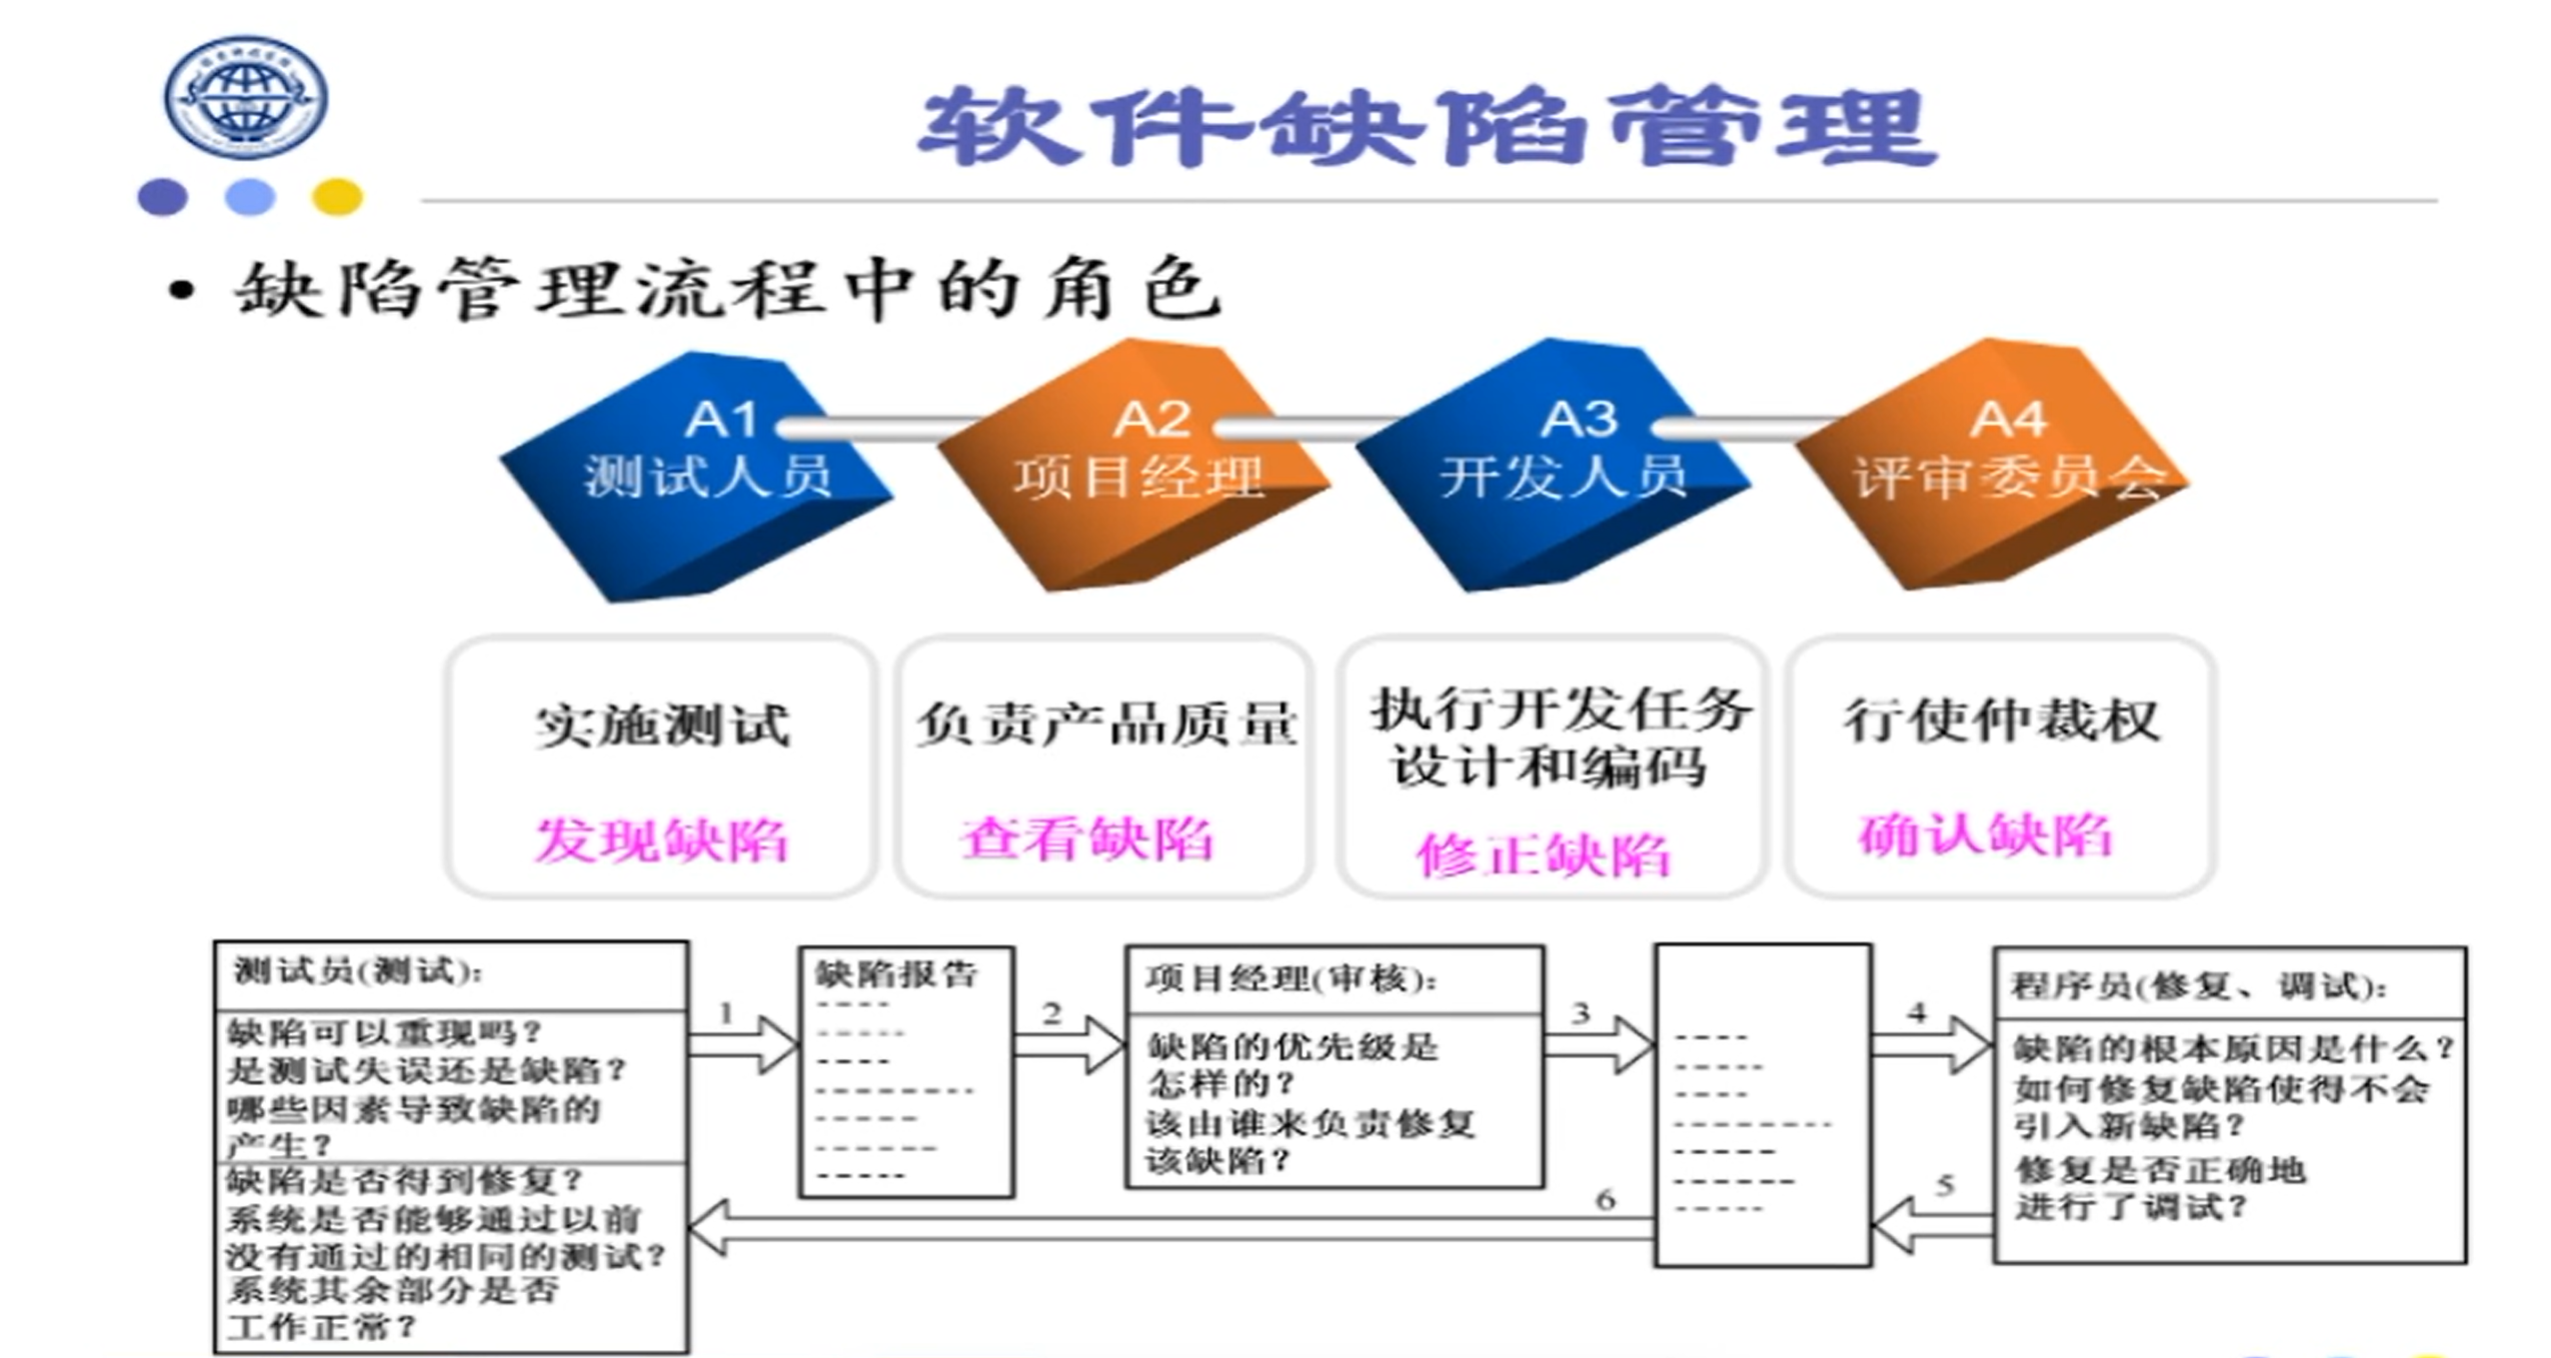 软件缺陷管理
• 缺陷管理流程中的角色
A1
测试人员
A2
项目经理
A3
开发人员
A4
评审委员会
实施测试
发现缺陷
负责产品质量
查看缺陷
执行开发任务
设计和编码
修正缺陷
行使仲裁权
确认缺陷
测试员(测试):
缺陷可以重现吗?
是测试失误还是缺陷?
哪些因素导致缺陷的
产生?
缺陷是否得到修复?
系统是否能够通过以前
没有通过的相同的测试?
系统其余部分是否
工作正常?
1
缺陷报告
2
项目经理(审核):
缺陷的优先级是
怎样的?
该由谁来负责修复
该缺陷?
3
4
程序员(修复、调试):
缺陷的根本原因是什么?
如何修复缺陷使得不会
引入新缺陷?
修复是否正确地
进行了调试?
5
6